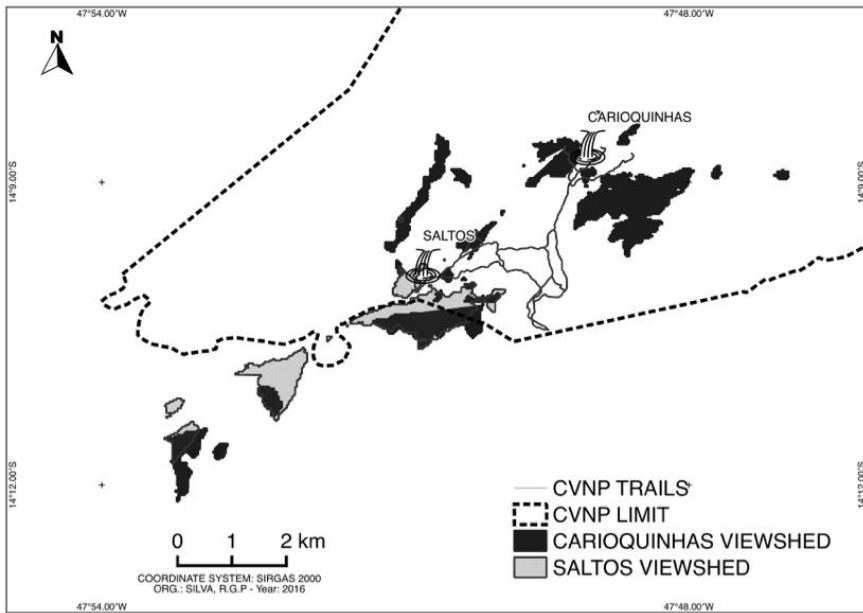 47°54.00"W
47°48.00"W
N
CARIOQUINHAS
14°9.00"S
14°9.00"S
SALTOS
14°12.00"S
14°12.00"S
CVNP TRAILS
CVNP LIMIT
CARIOQUINHAS VIEWSHED
SALTOS VIEWSHED
0 1 2 km
COORDINATE SYSTEM: SIRGAS 2000
ORG.: SILVA, R.G.P - Year: 2016
47°54.00"W
47°48.00"W